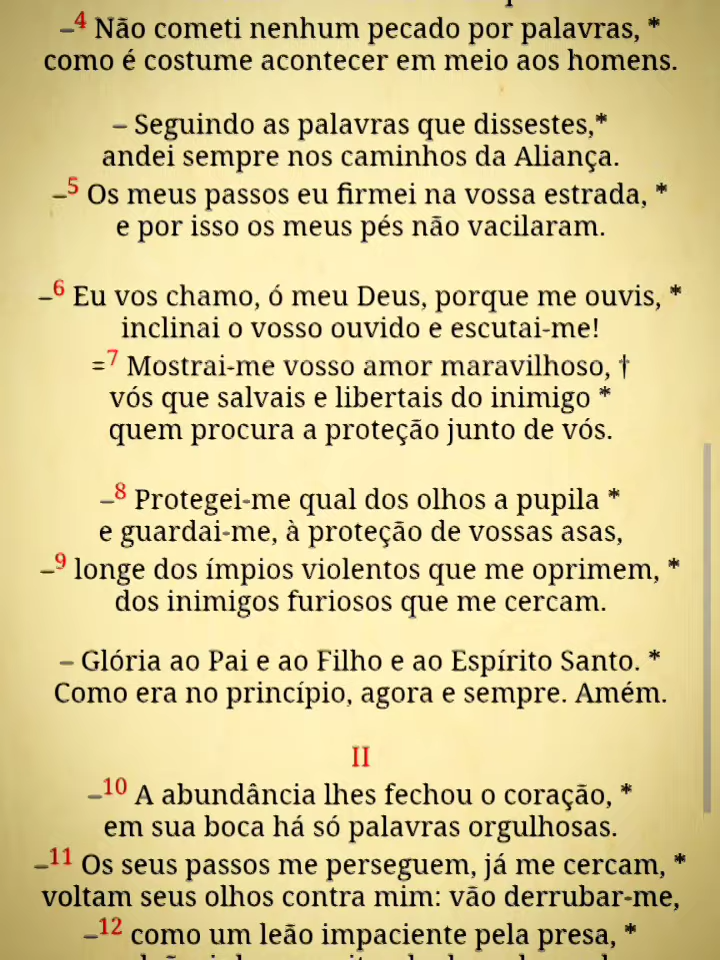 –4 Não cometi nenhum pecado por palavras, *
como é costume acontecer em meio aos homens.
– Seguindo as palavras que dissestes,*
andei sempre nos caminhos da Aliança.
–5 Os meus passos eu firmei na vossa estrada, *
e por isso os meus pés não vacilaram.
–6 Eu vos chamo, ó meu Deus, porque me ouvis, *
inclinai o vosso ouvido e escutai-me!
=7 Mostrai-me vosso amor maravilhoso, †
vós que salvais e libertais do inimigo *
quem procura a proteção junto de vós.
–8 Protegei-me qual dos olhos a pupila *
e guardai-me, à proteção de vossas asas,
–9 longe dos ímpios violentos que me oprimem, *
dos inimigos furiosos que me cercam.
– Glória ao Pai e ao Filho e ao Espírito Santo. *
Como era no princípio, agora e sempre. Amém.
II
–10 A abundância lhes fechou o coração, *
em sua boca há só palavras orgulhosas.
–11 Os seus passos me perseguem, já me cercam, *
voltam seus olhos contra mim: vão derrubar-me,
–12 como um leão impaciente pela presa, *